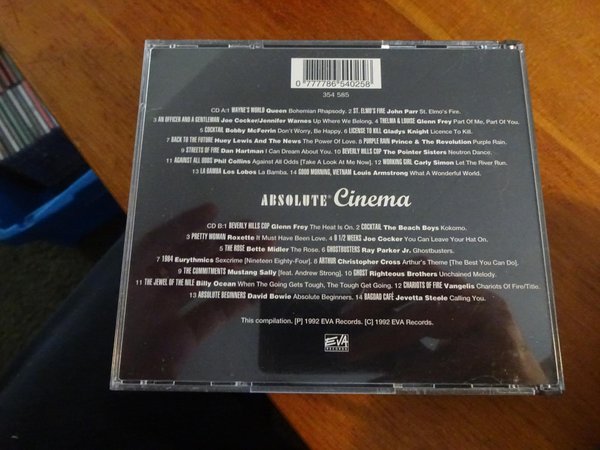 0 777786 540258
354 585
CD A:1 WAYNE'S WORLD Queen Bohemian Rhapsody. 2 ST. ELMO'S FIRE John Parr St. Elmo's Fire.
3 AN OFFICER AND A GENTLEMAN Joe Cocker/Jennifer Warnes Up Where We Belong. 4 THELMA & LOUISE Glenn Frey Part Of Me, Part Of You.
5 COCKTAIL Bobby McFerrin Don't Worry, Be Happy. 6 LICENSE TO KILL Gladys Knight Licence To Kill.
7 BACK TO THE FUTURE Huey Lewis And The News The Power Of Love. 8 PURPLE RAIN Prince & The Revolution Purple Rain.
9 STREETS OF FIRE Dan Hartman I Can Dream About You. 10 BEVERLY HILLS COP The Pointer Sisters Neutron Dance.
11 AGAINST ALL ODDS Phil Collins Against All Odds [Take A Look At Me Now]. 12 WORKING GIRL Carly Simon Let The River Run.
13 LA BAMBA Los Lobos La Bamba. 14 GOOD MORNING, VIETNAM Louis Armstrong What A Wonderful World.
ABSOLUTE® Cinema
CD B:1 BEVERLY HILLS COP Glenn Frey The Heat Is On. 2 COCKTAIL The Beach Boys Kokomo.
3 PRETTY WOMAN Roxette It Must Have Been Love. 4 9 1/2 WEEKS Joe Cocker You Can Leave Your Hat On.
5 THE ROSE Bette Midler The Rose. 6 GHOSTBUSTERS Ray Parker Jr. Ghostbusters.
7 1984 Eurythmics Sexcrime [Nineteen Eighty-Four]. 8 ARTHUR Christopher Cross Arthur's Theme [The Best You Can Do].
9 THE COMMITMENTS Mustang Sally [feat. Andrew Strong]. 10 GHOST Righteous Brothers Unchained Melody.
11 THE JEWEL OF THE NILE Billy Ocean When The Going Gets Tough, The Tough Get Going. 12 CHARIOTS OF FIRE Vangelis Chariots Of Fire/Title.
13 ABSOLUTE BEGINNERS David Bowie Absolute Beginners. 14 BAGDAD CAFÉ Jevetta Steele Calling You.
This compilation. [P] 1992 EVA Records. [C] 1992 EVA Records.
EVA
RECORDS